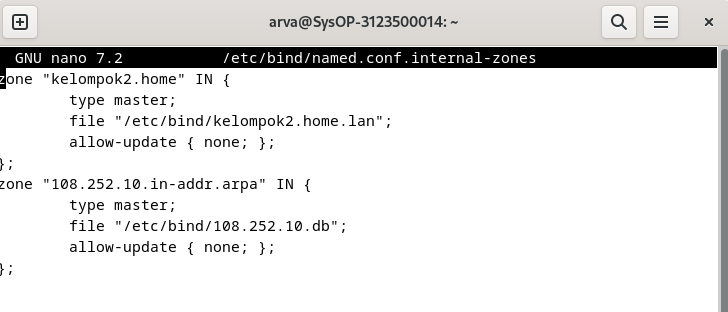 arva@SysOP-3123500014: ~
GNU nano 7.2 /etc/bind/named.conf.internal-zones
zone "kelompok2.home" IN {
type master;
file "/etc/bind/kelompok2.home.lan";
allow-update { none; };
};
zone "108.252.10.in-addr.arpa" IN {
type master;
file "/etc/bind/108.252.10.db";
allow-update { none; };
};